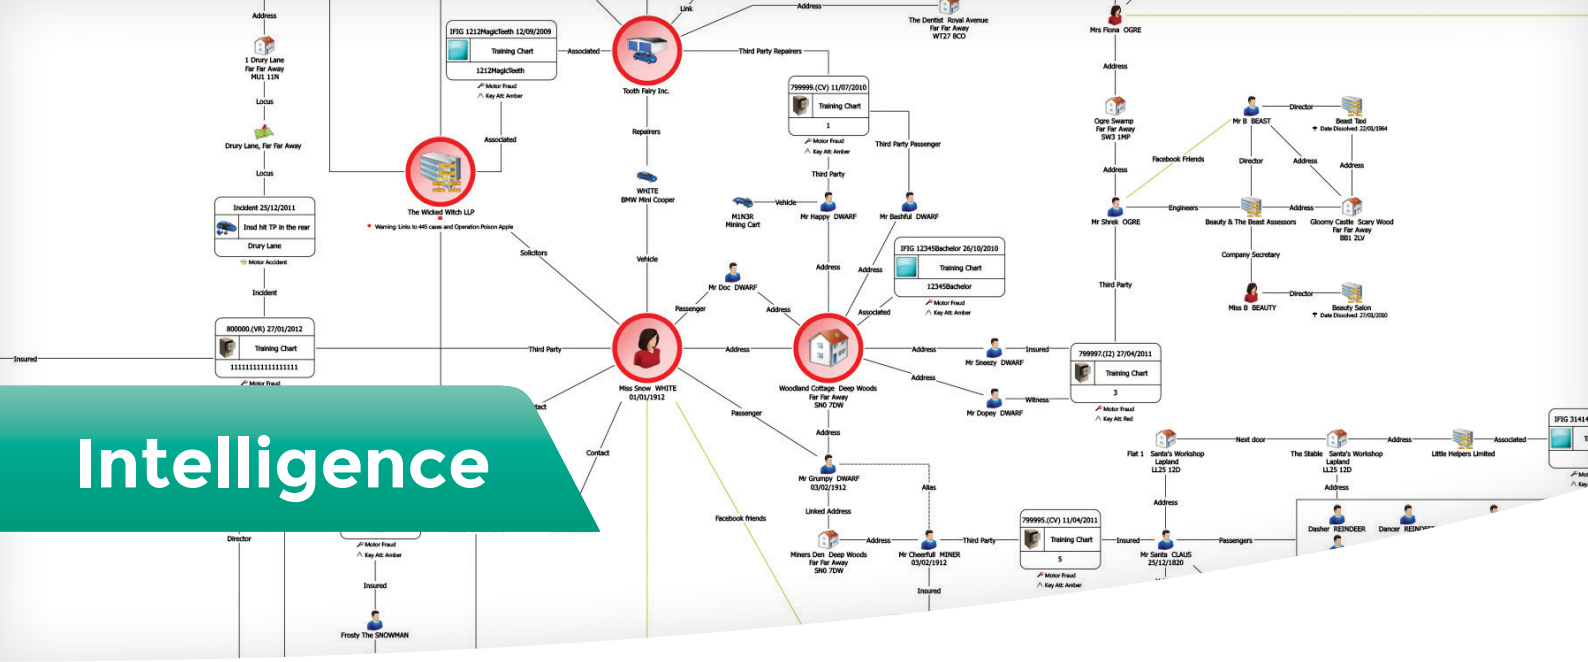 Link
Address
Address
The Dentist Royal Avenue
Far Far Away
WT27 8CO
Mrs Fiona OGRE
IFIG 1212MagicTeeth 12/09/2009
Training Chart
1212MagicTeeth
Motor Fraud
Key Att: Amber
Associated
Third Party Repairers
1 Drury Lane
Far Far Away
MU1 11N
Address
Tooth Fairy Inc.
799999.(CV) 11/07/2010
Training Chart
1
Motor Fraud
Key Att: Amber
Locus
Ogre Swamp
Far Far Away
SW3 1MP
Mr B BEAST
Director
Beast Taxi
Date Dissolved: 22/01/1964
Drury Lane, Far Far Away
Associated
Repairers
Third Party Passenger
Facebook Friends
Director
Address
Address
Locus
Third Party
Address
WHITE
BMW Mini Cooper
Incident 25/12/2011
Insd hit TP in the rear
Drury Lane
Motor Accident
The Wicked Witch LLP
Warning: Links to 445 cases and Operation Poison Apple
M1N3R
Mining Cart
Vehicle
Mr Happy DWARF
Mr Bashful DWARF
Mr Shrek OGRE
Engineers
Beauty & The Beast Assessors
Address
Gloomy Castle Scary Wood
Far Far Away
BB1 2LV
Solicitors
Vehicle
IFIG 12345Bachelor 26/10/2010
Training Chart
12345Bachelor
Motor Fraud
Key Att: Amber
Company Secretary
Address
Address
Mr Doc DWARF
Third Party
Incident
Passenger
Address
Associated
Miss B BEAUTY
Director
Beauty Salon
Date Dissolved: 27/01/2010
800000.(VR) 27/01/2012
Training Chart
111111111111111111
Motor Fraud
Insured
Third Party
Address
Address
Mr Sneezy DWARF
Insured
799997.(I2) 27/04/2011
Training Chart
3
Motor Fraud
Key Att: Red
Miss Snow WHITE
01/01/1912
Woodland Cottage Deep Woods
Far Far Away
SN0 7DW
Address
Mr Dopey DWARF
Witness
Passenger
Address
Contact
IFIG 31414
Intelligence
Flat 1 Santa's Workshop
Lapland
LL25 12D
Next door
The Stable Santa's Workshop
Lapland
LL25 12D
Address
Little Helpers Limited
Associated
Mr Grumpy DWARF
03/02/1912
Alias
Address
Address
Linked Address
Facebook friends
799995.(CV) 11/04/2011
Training Chart
5
Motor Fraud
Key Att: Amber
Dasher REINDEER
Dancer
Director
Motor Fraud
Key Att: Amber
Miners Den Deep Woods
Far Far Away
SN0 7DW
Address
Mr Cheerfull MINER
03/02/1912
Third Party
Insured
Mr Santa CLAUS
25/12/1820
Passengers
Insured
Insured
Frosty The SNOWMAN